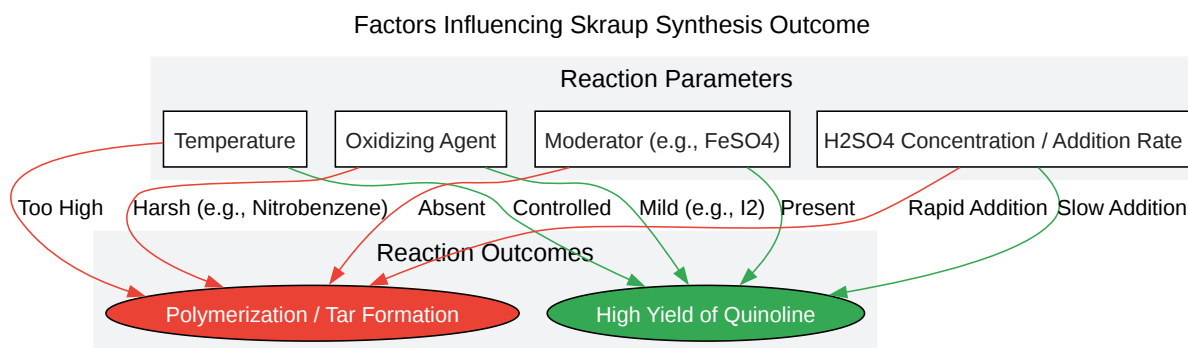 Factors Influencing Skraup Synthesis Outcome
Reaction Parameters
Temperature
Oxidizing Agent
Moderator (e.g., FeSO4)
H2SO4 Concentration / Addition Rate
Too High
Harsh (e.g., Nitrobenzene)
Absent
Controlled
Mild (e.g., I2)
Present
Rapid Addition
Slow Addition
Reaction Outcomes
Polymerization / Tar Formation
High Yield of Quinoline